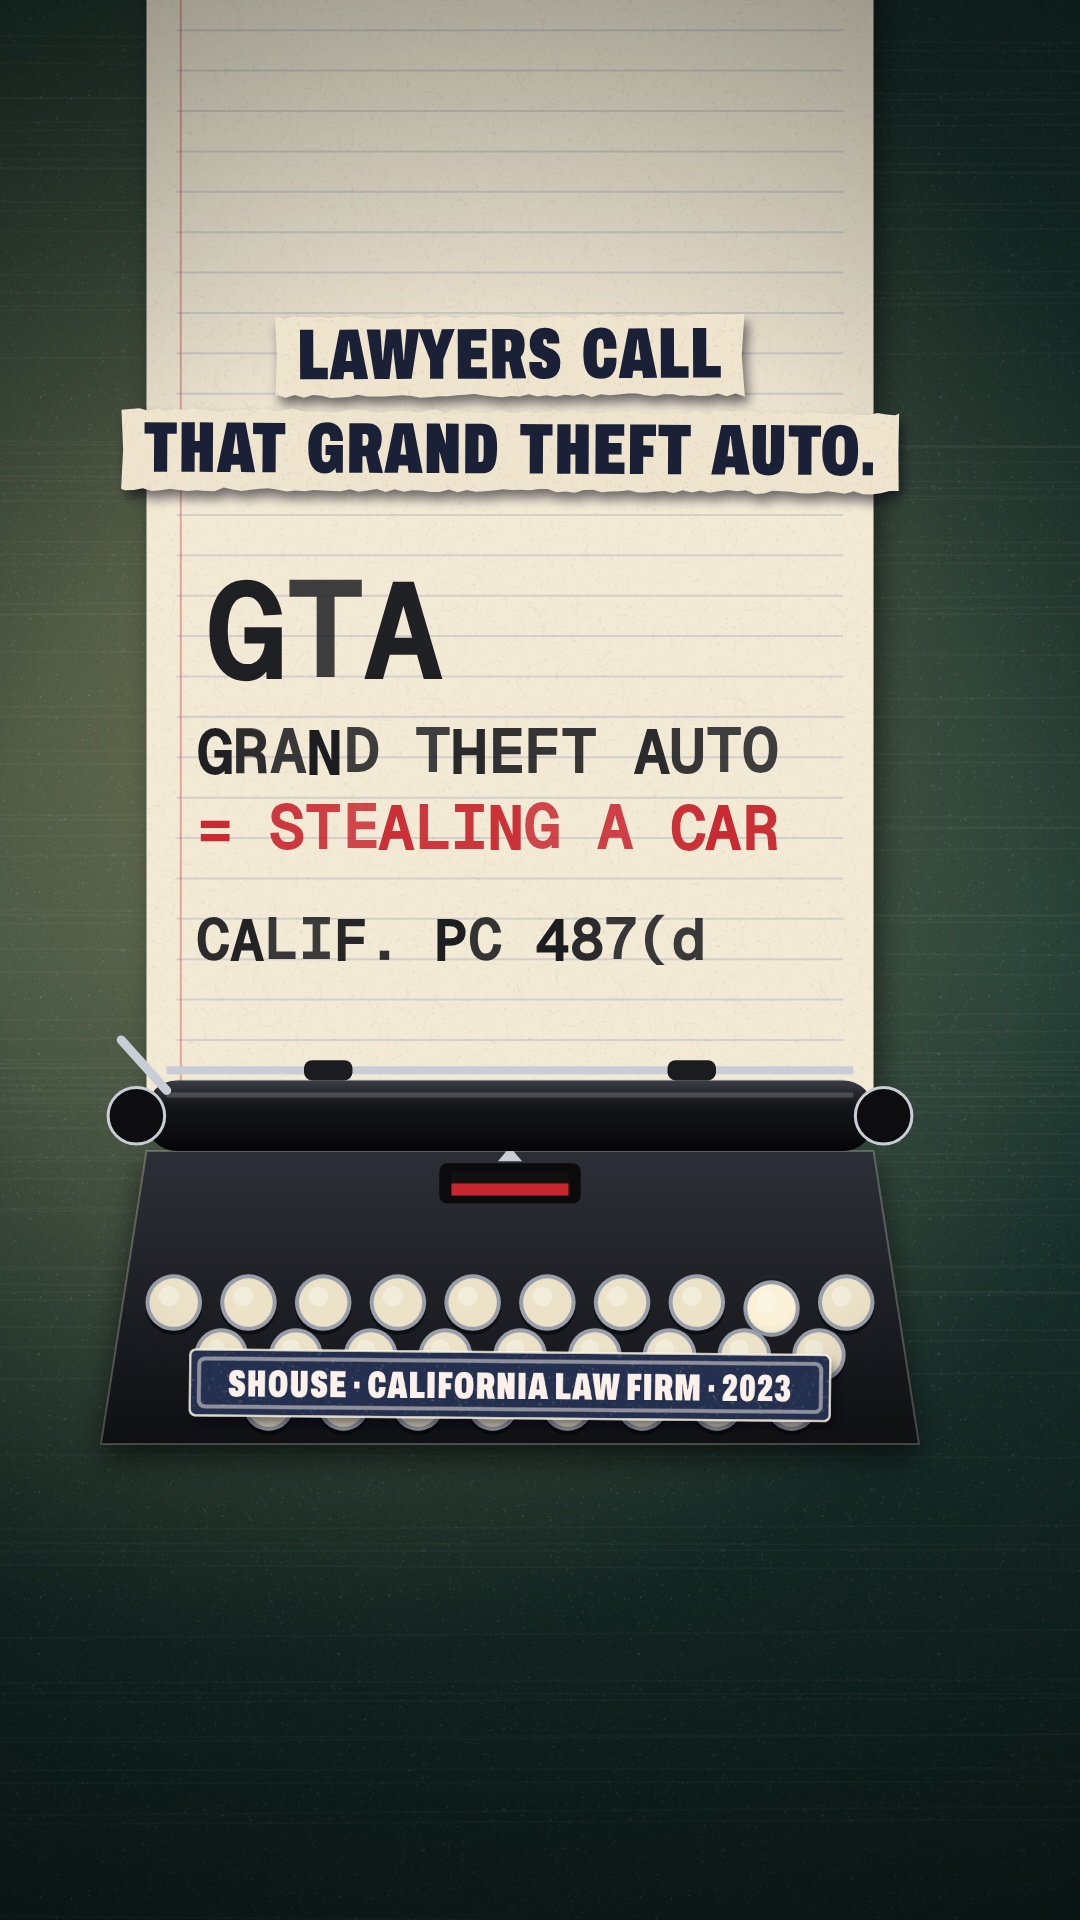 LAWYERS CALL
THAT GRAND THEFT AUTO.
GTA
GRAND THEFT AUTO
= STEALING A CAR
CALIF. PC 487(d
SHOUSE · CALIFORNIA LAW FIRM · 2023